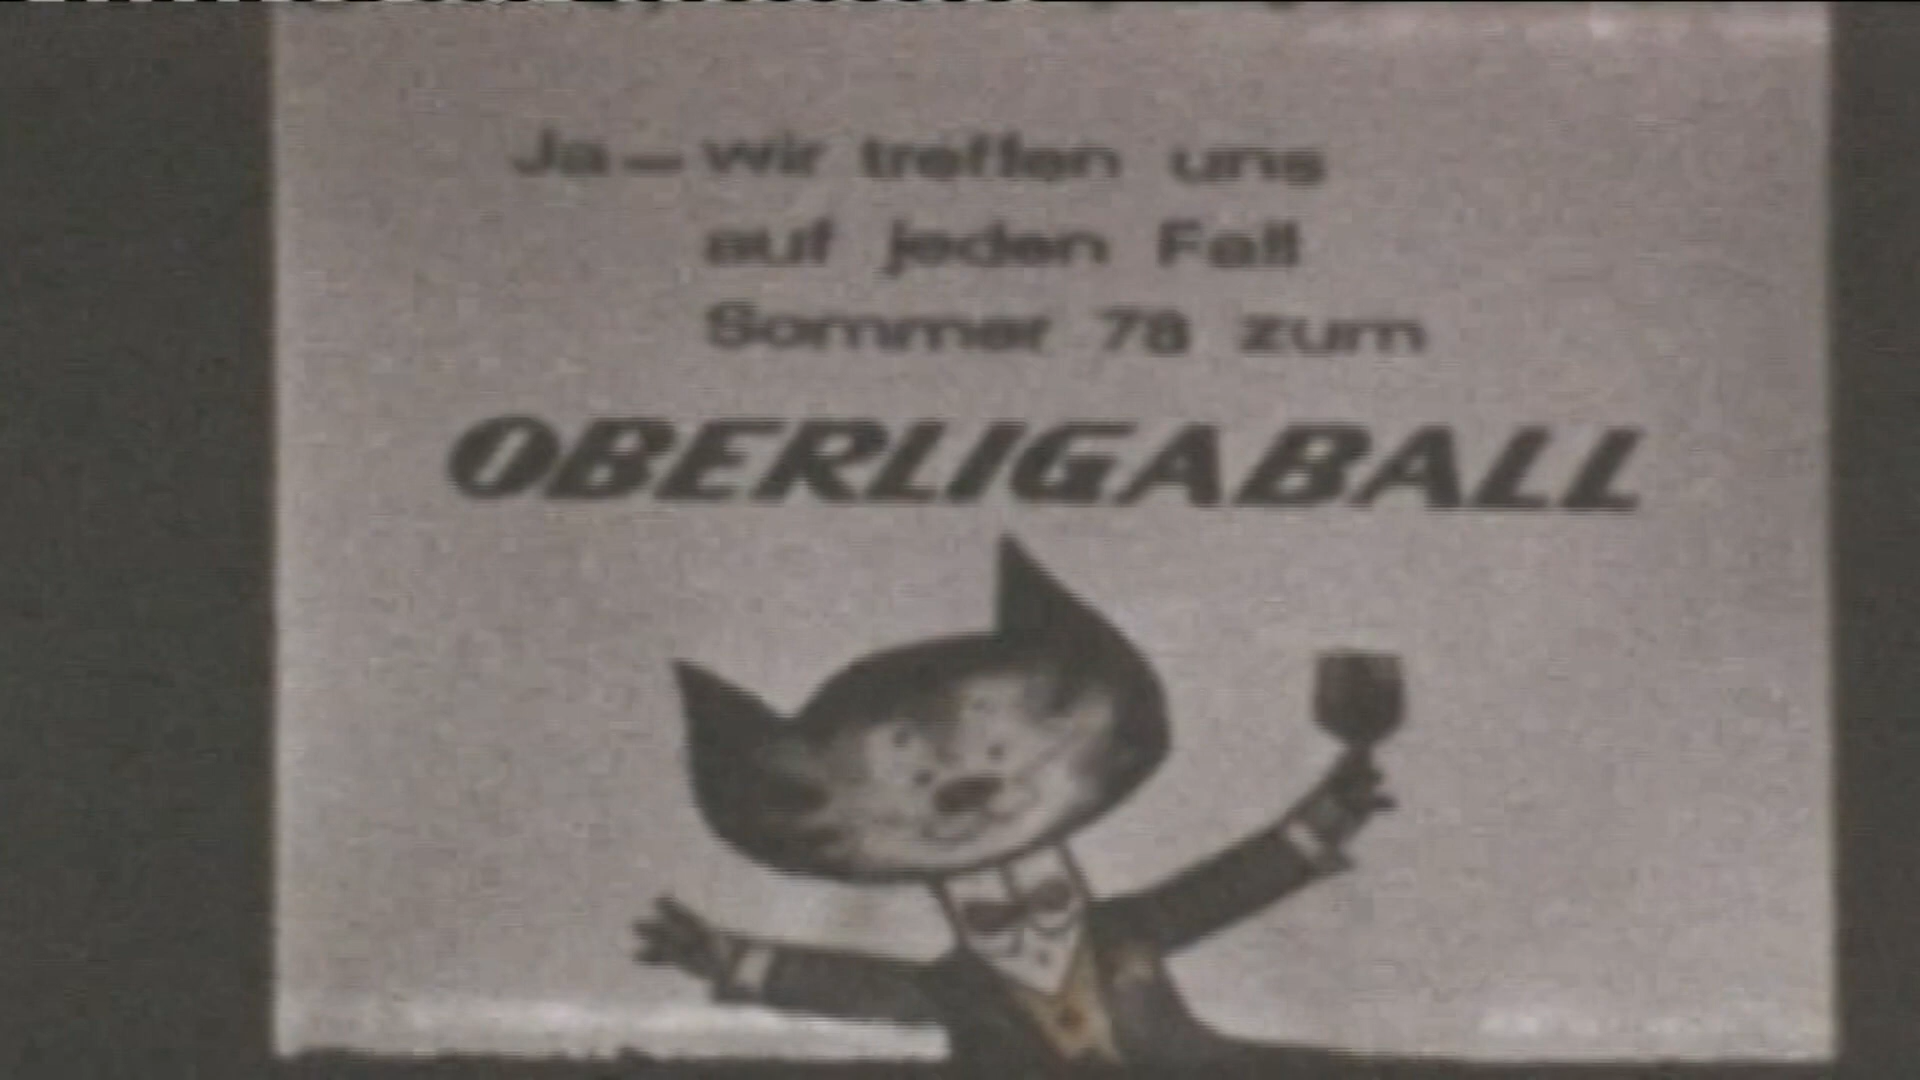 Ja — wir treffen uns
auf jeden Fall
Sommer 78 zum
OBERLIGABALL